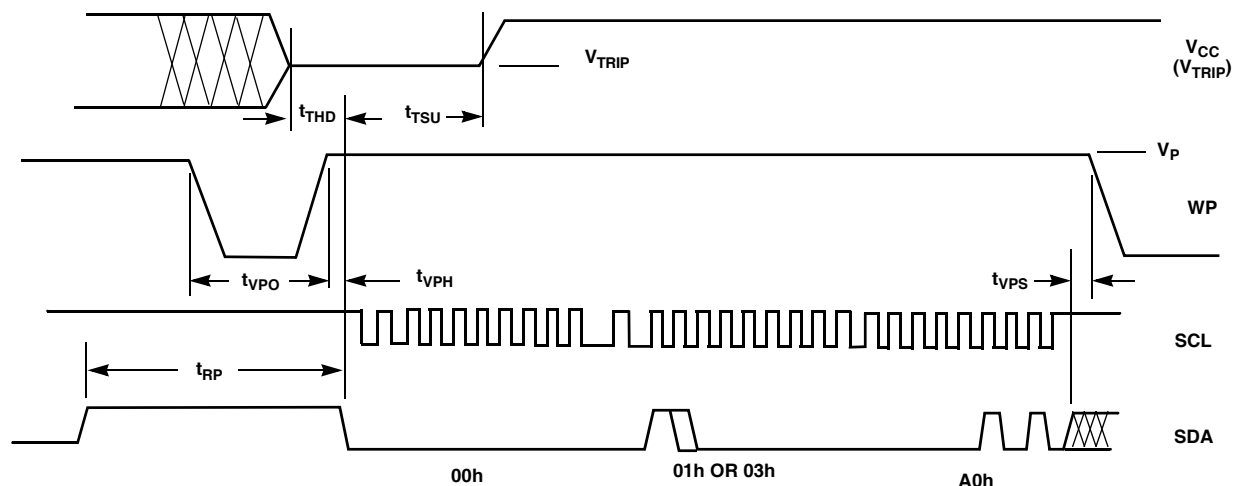 V_TRIP
V_CC
(V_TRIP)
t_THD
t_TSU
V_P
WP
t_VPO
t_VPH
t_VPS
SCL
t_RP
SDA
00h
01h OR 03h
A0h